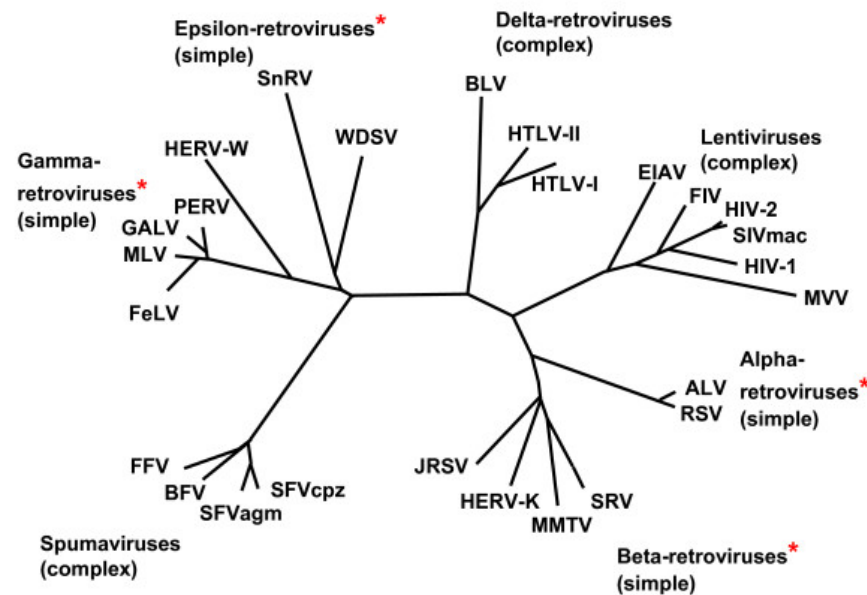 Epsilon-retroviruses*
(simple)
SnRV
WDSV
Delta-retroviruses
(complex)
BLV
HTLV-II
HTLV-I
Lentiviruses
(complex)
EIAV
FIV
HIV-2
SIVmac
HIV-1
MVV
Gamma-
retroviruses*
(simple)
HERV-W
PERV
GALV
MLV
FeLV
Alpha-
retroviruses*
(simple)
ALV
RSV
FFV
BFV
SFVagm
SFVcpz
Spumaviruses
(complex)
JRSV
HERV-K
MMTV
SRV
Beta-retroviruses*
(simple)